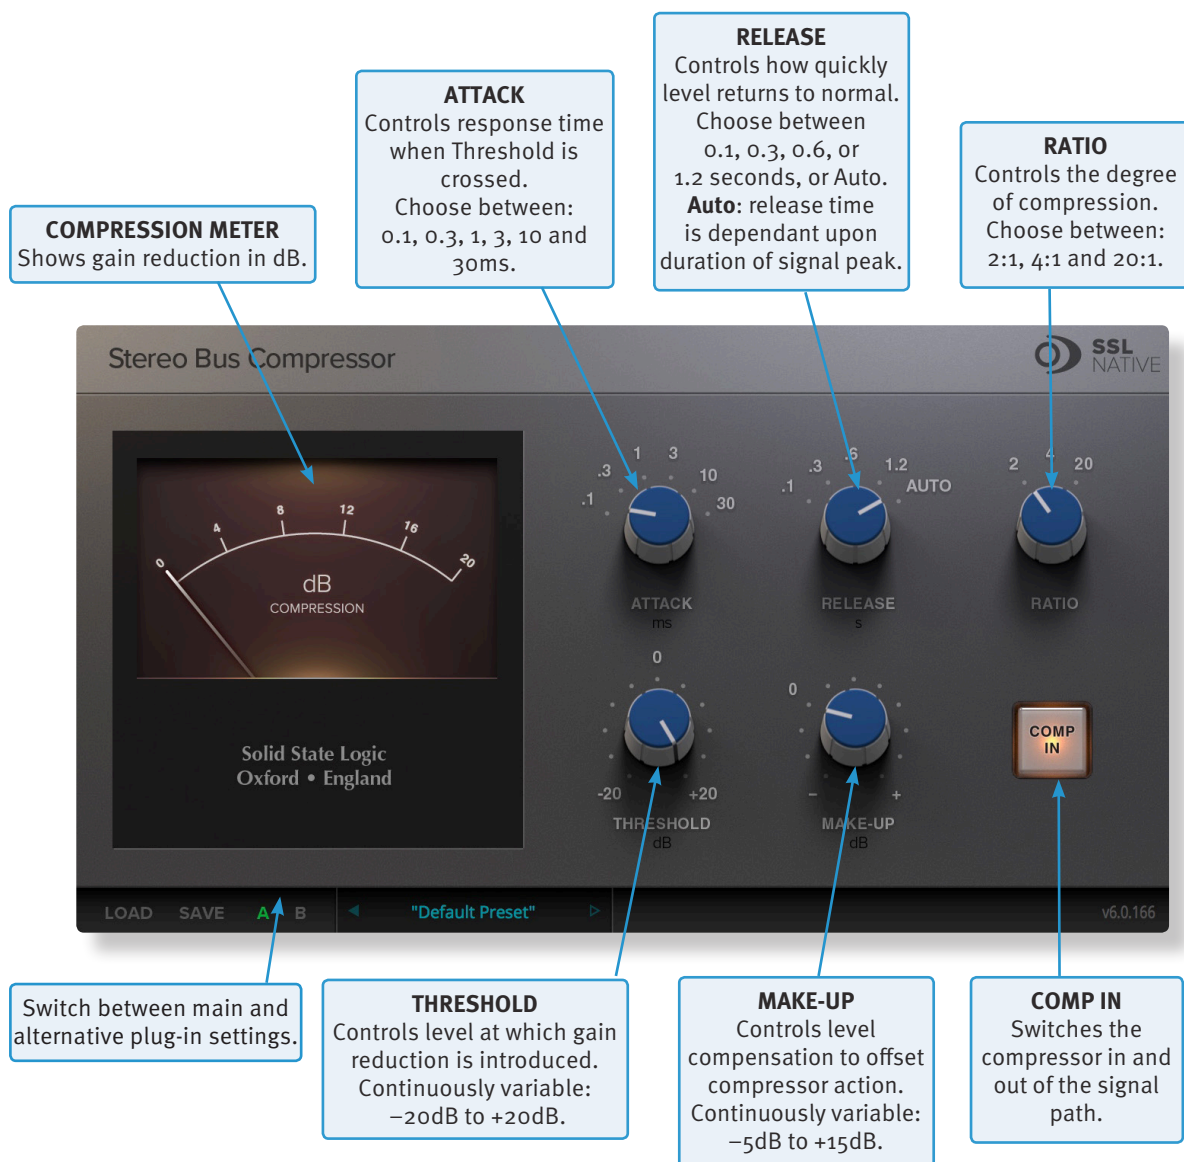 RELEASE
Controls how quickly
level returns to normal.
Choose between
0.1, 0.3, 0.6, or
1.2 seconds, or Auto.
Auto: release time
is dependant upon
duration of signal peak.
ATTACK
Controls response time
when Threshold is
crossed.
Choose between:
0.1, 0.3, 1, 3, 10 and
30ms.
RATIO
Controls the degree
of compression.
Choose between:
2:1, 4:1 and 20:1.
COMPRESSION METER
Shows gain reduction in dB.
Stereo Bus Compressor
SSL
NATIVE
0 4 8 12 16 20
dB
COMPRESSION
Solid State Logic
Oxford • England
.1 .3 1 3 10 30
ATTACK
ms
.1 .3 .6 1.2 AUTO
RELEASE
s
2 4 20
RATIO
0
-20 +20
THRESHOLD
dB
0
– +
MAKE-UP
dB
COMP
IN
LOAD SAVE A B "Default Preset" v6.0.166
Switch between main and
alternative plug-in settings.
THRESHOLD
Controls level at which gain
reduction is introduced.
Continuously variable:
–20dB to +20dB.
MAKE-UP
Controls level
compensation to offset
compressor action.
Continuously variable:
–5dB to +15dB.
COMP IN
Switches the
compressor in and
out of the signal
path.